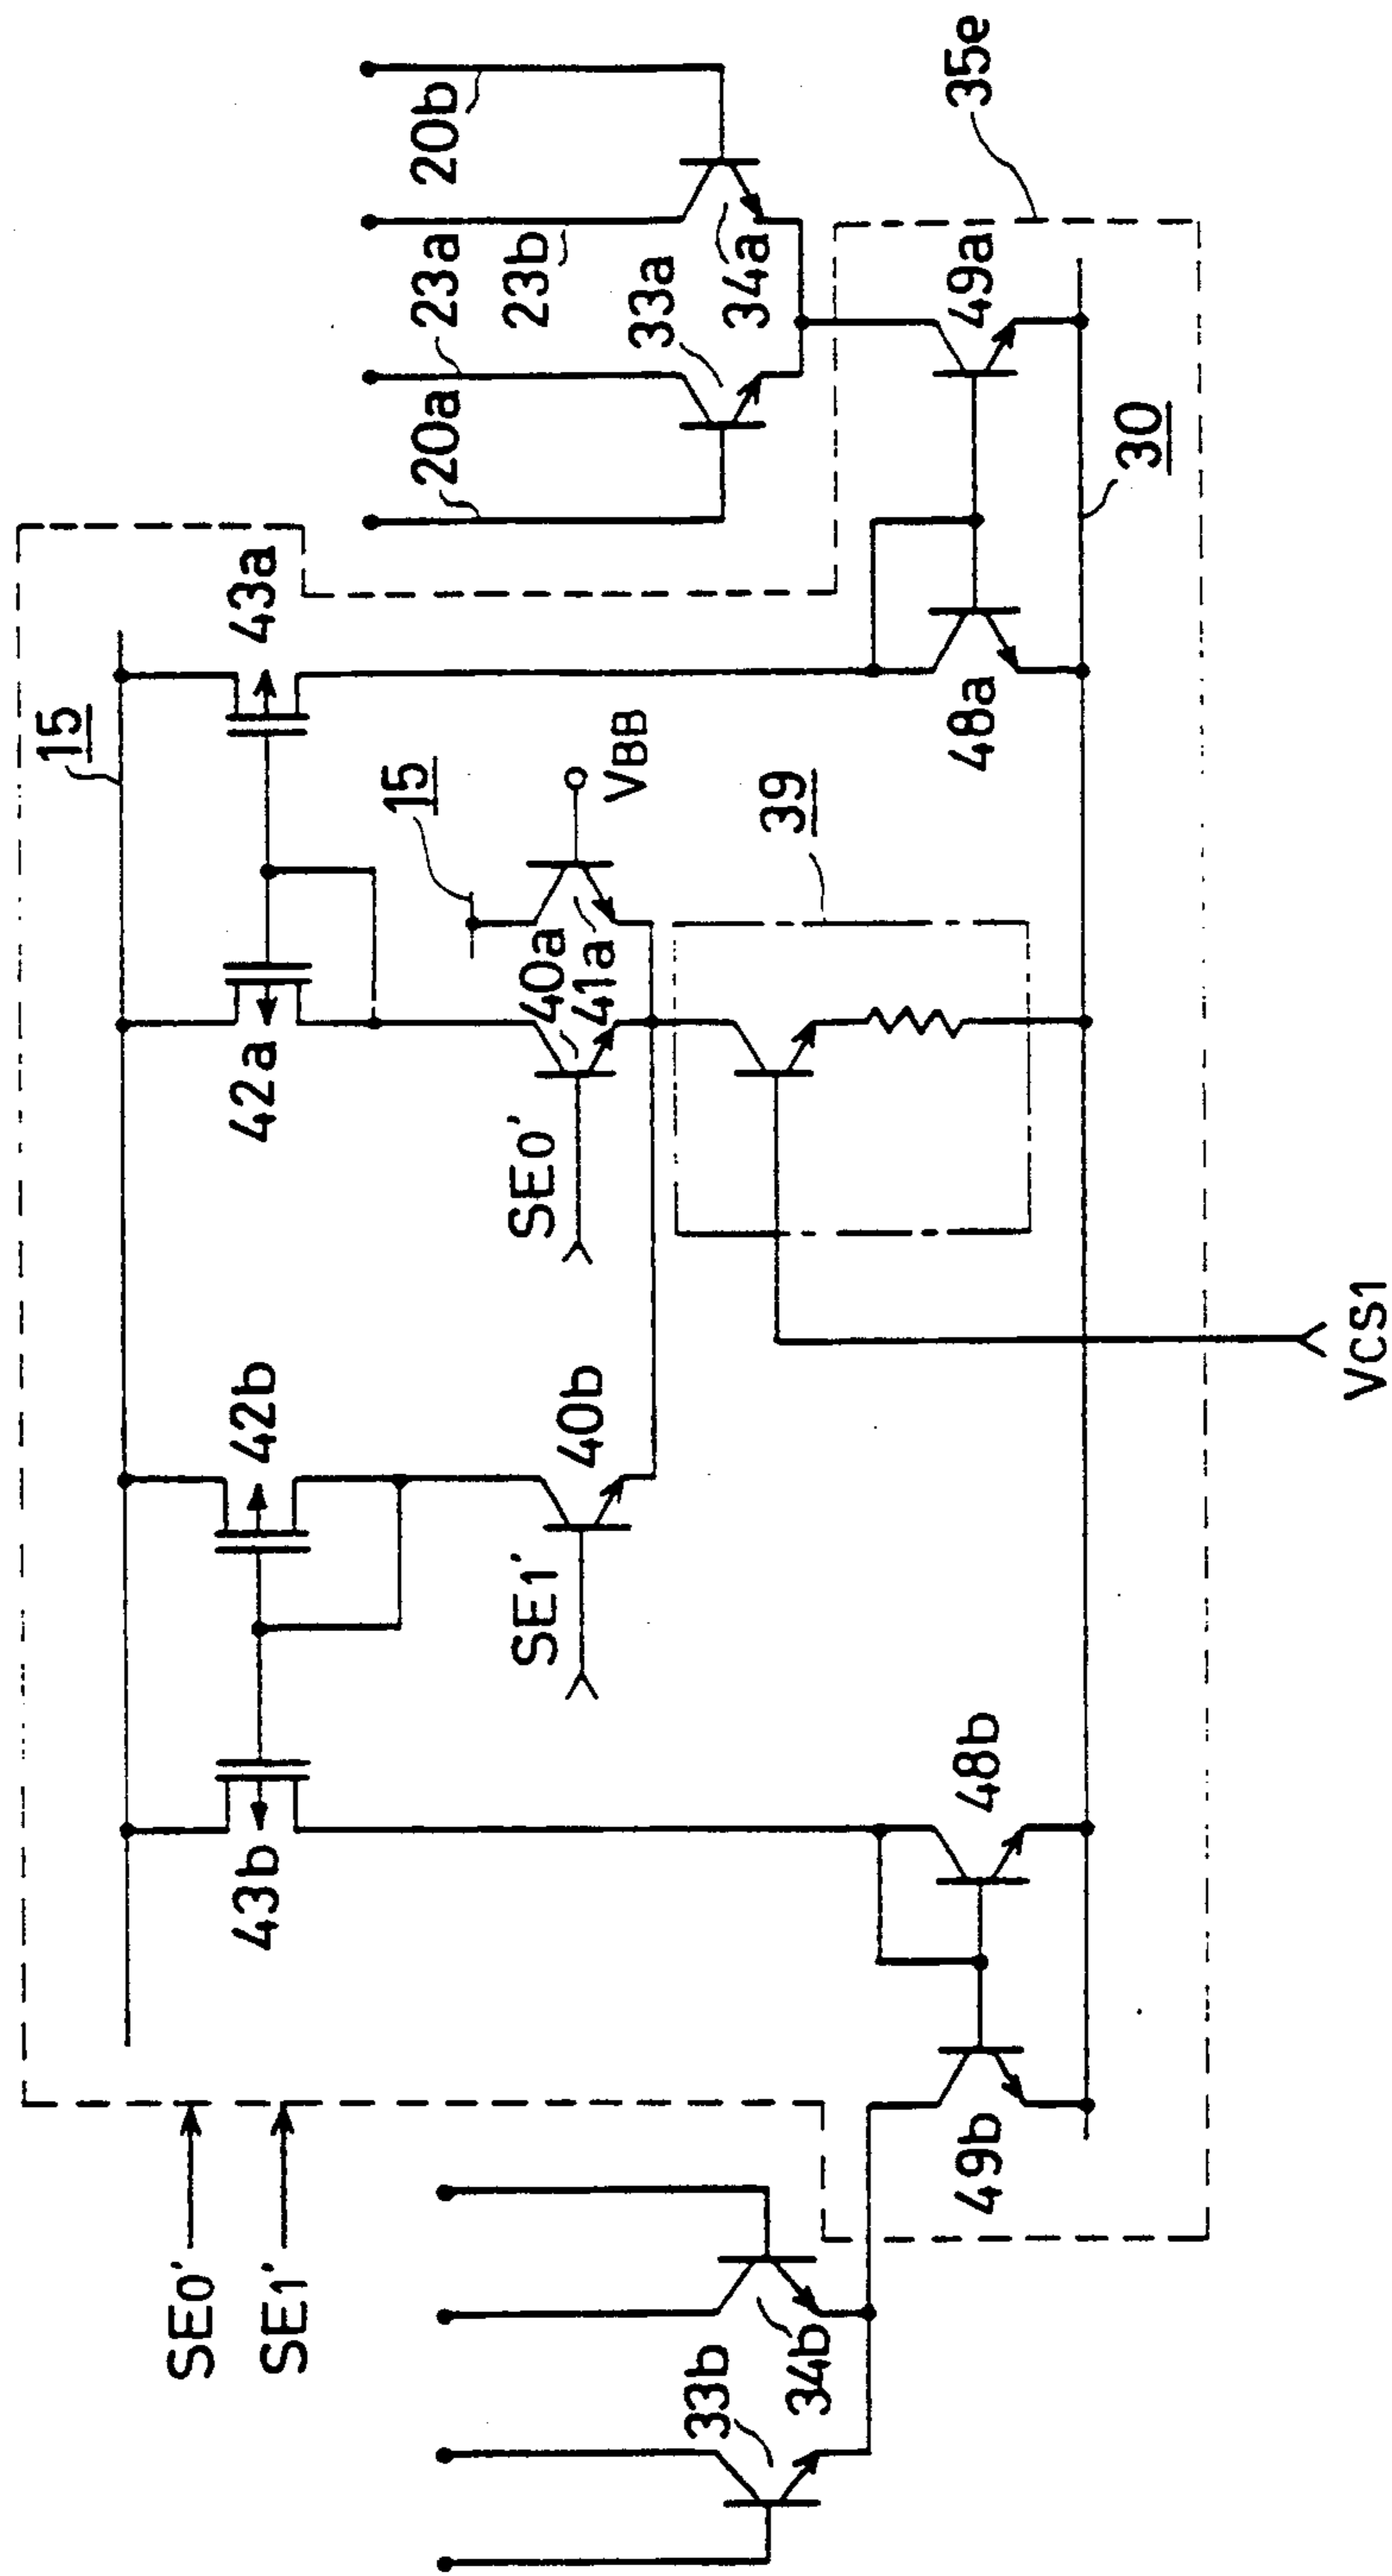 SE0'
SE1'
33b
34b
49b
48b
43b
42b
SE1'
40b
42a
SE0'
40a
41a
15
VBB
39
VCS1
15
43a
48a
49a
30
35e
20a
23a
23b
20b
33a
34a